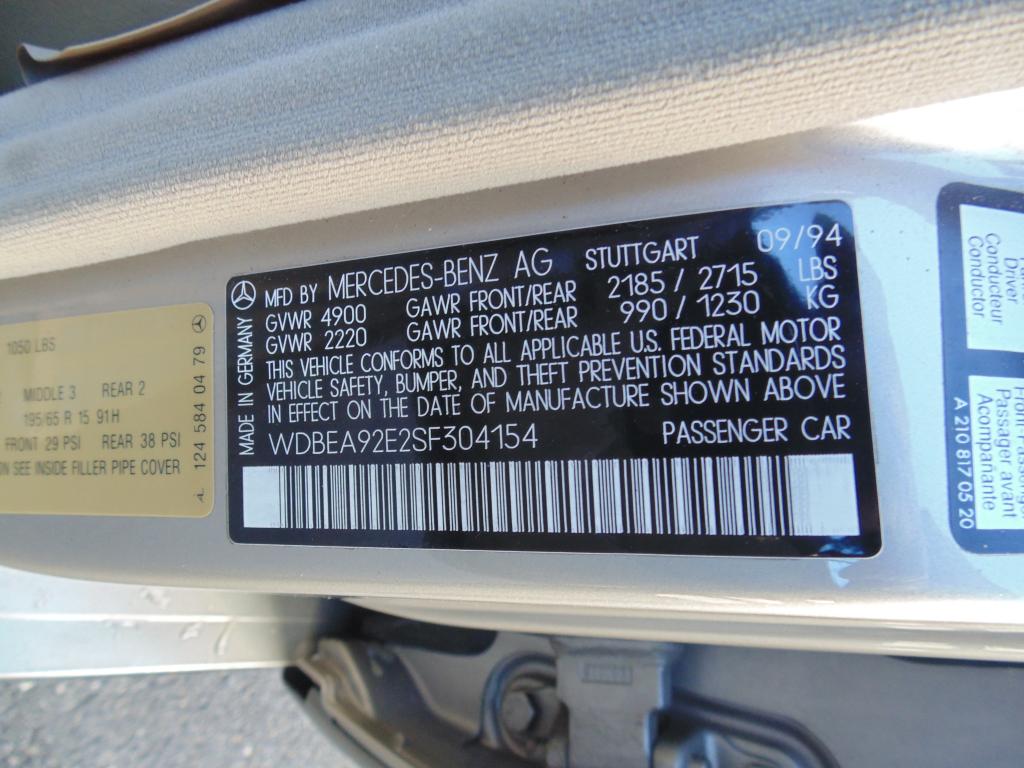 1050 LBS
MIDDLE 3 REAR 2
195/65 R 15 91H
FRONT 29 PSI REAR 38 PSI
ON SEE INSIDE FILLER PIPE COVER
124 584 04 79
MADE IN GERMANY
MFD BY MERCEDES-BENZ AG STUTTGART 09/94
GVWR 4900 GAWR FRONT/REAR 2185 / 2715 LBS
GVWR 2220 GAWR FRONT/REAR 990 / 1230 KG
THIS VEHICLE CONFORMS TO ALL APPLICABLE U.S. FEDERAL MOTOR
VEHICLE SAFETY, BUMPER, AND THEFT PREVENTION STANDARDS
IN EFFECT ON THE DATE OF MANUFACTURE SHOWN ABOVE
WDBEA92E2SF304154 PASSENGER CAR
Driver
Conducteur
Conductor
Front Passenger
Passager avant
Acompañante
A 210 817 05 20